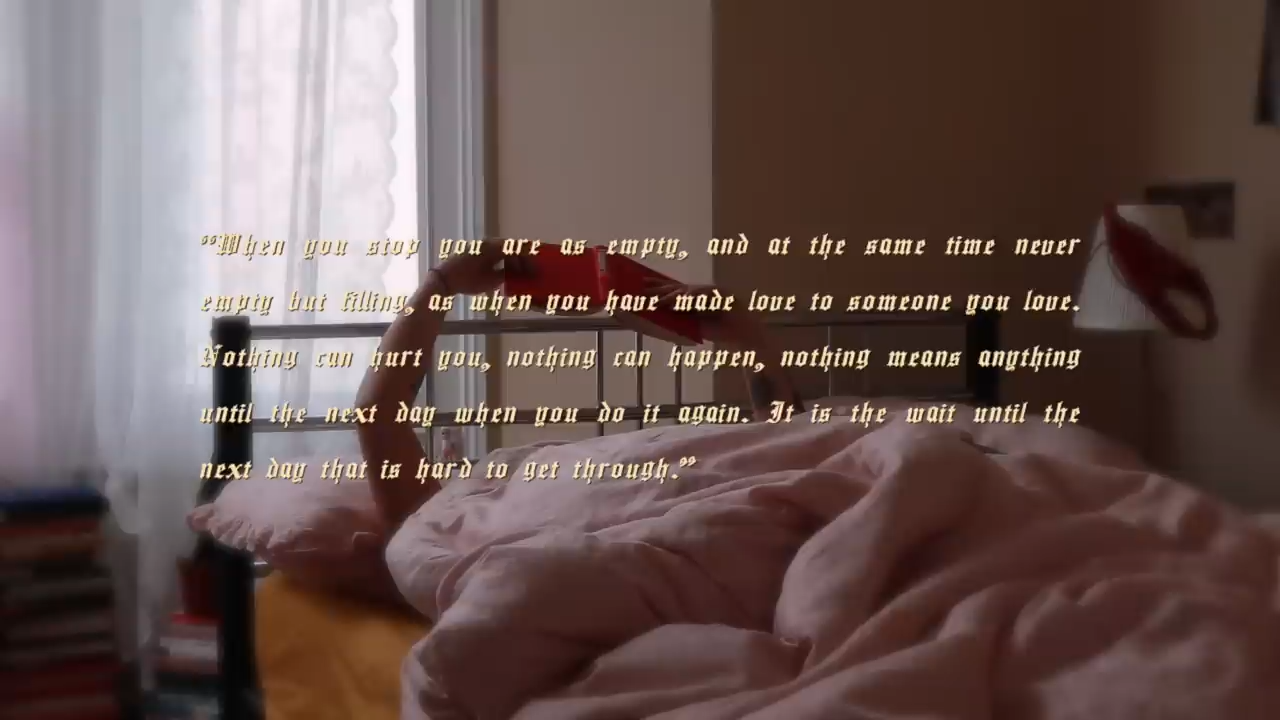 “When you stop you are as empty, and at the same time never
empty but filling, as when you have made love to someone you love.
Nothing can hurt you, nothing can happen, nothing means anything
until the next day when you do it again. It is the wait until the
next day that is hard to get through.”